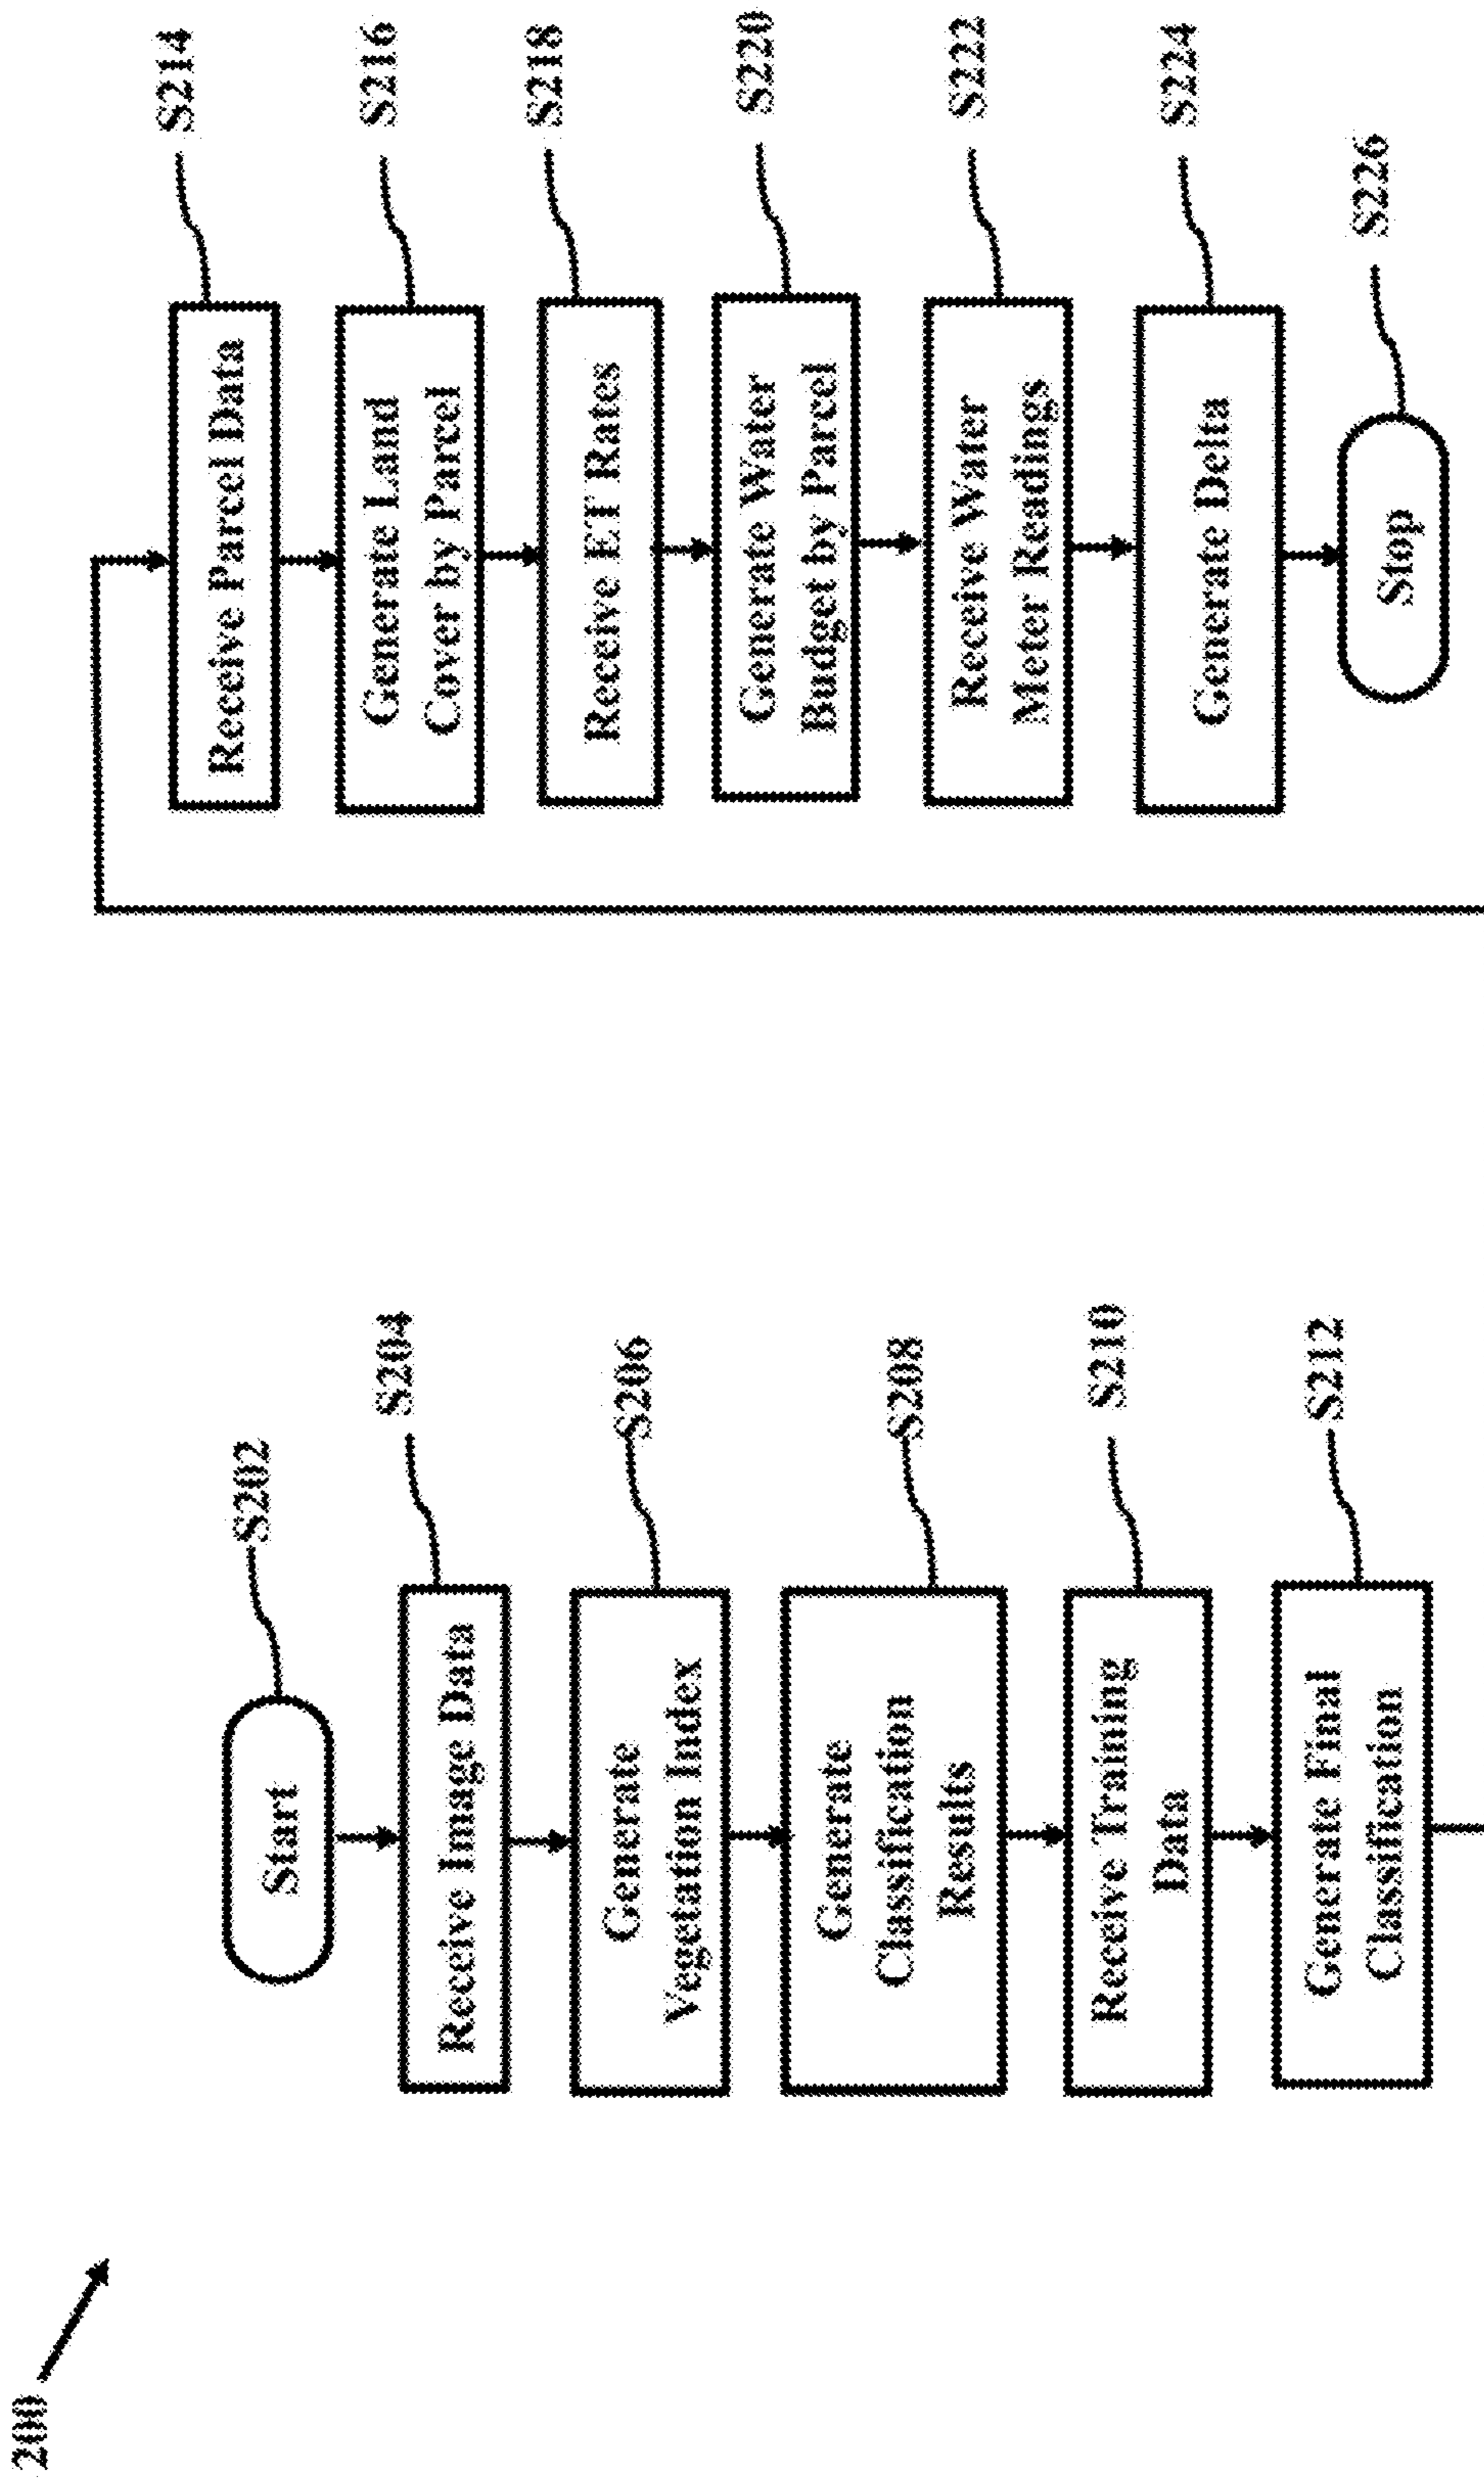 200
Start
S202
Receive Image Data
S204
Generate
Vegetation Index
S206
Generate
Classification
Results
S208
Receive Training
Data
S210
Generate Final
Classification
S212
Receive Parcel Data
S214
Generate Land
Cover by Parcel
S216
Receive ET Rates
S218
Generate Water
Budget by Parcel
S220
Receive Water
Meter Readings
S222
Generate Delta
S224
Stop
S226